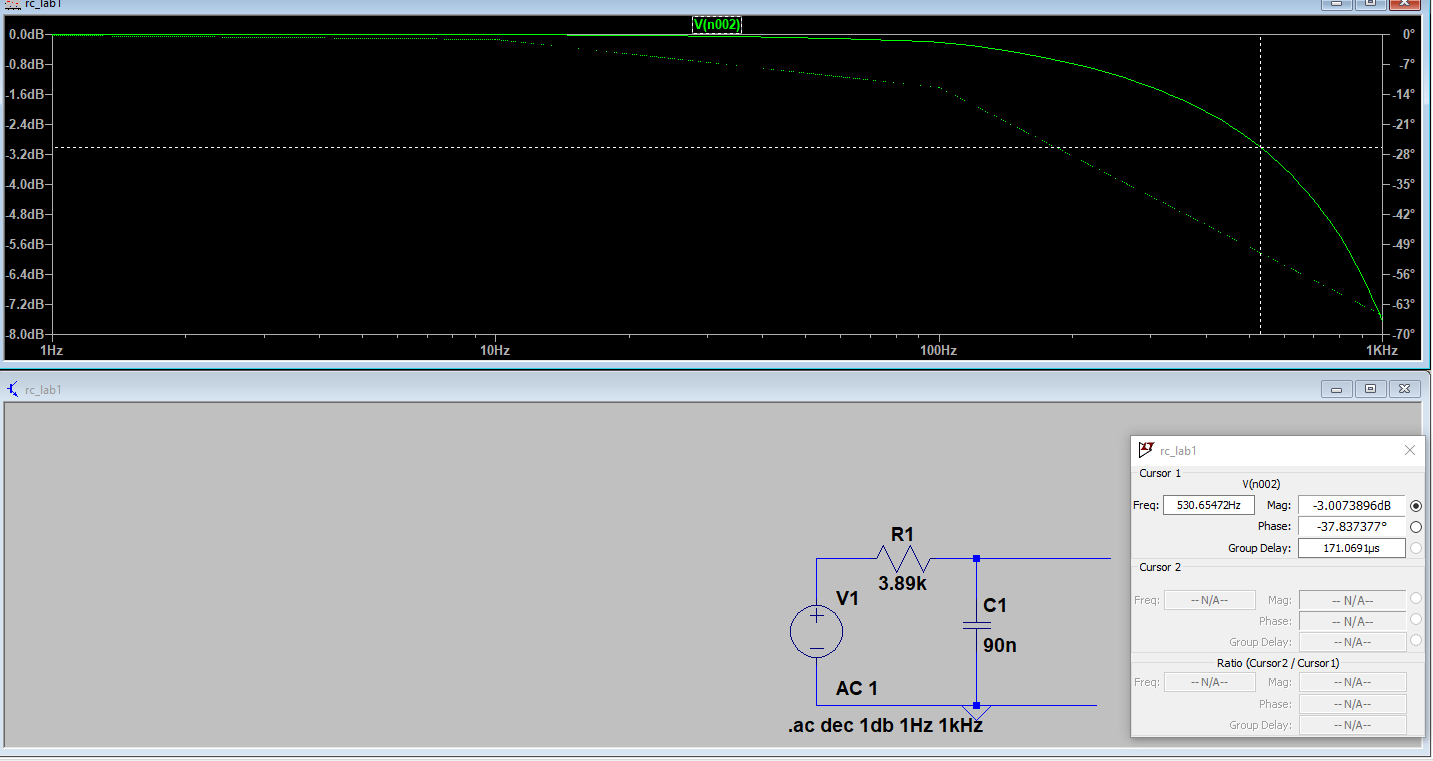 rc_lab1
V(n002)
0.0dB
-0.8dB
-1.6dB
-2.4dB
-3.2dB
-4.0dB
-4.8dB
-5.6dB
-6.4dB
-7.2dB
-8.0dB
0°
-7°
-14°
-21°
-28°
-35°
-42°
-49°
-56°
-63°
-70°
1Hz 10Hz 100Hz 1KHz
rc_lab1
R1
3.89k
V1
C1
90n
AC 1
.ac dec 1db 1Hz 1kHz
rc_lab1
Cursor 1
V(n002)
Freq: 530.65472Hz Mag: -3.0073896dB
Phase: -37.837377°
Group Delay: 171.0691µs
Cursor 2
Freq: -- N/A-- Mag: -- N/A--
Phase: -- N/A--
Group Delay: -- N/A--
Ratio (Cursor2 / Cursor1)
Freq: -- N/A-- Mag: -- N/A--
Phase: -- N/A--
Group Delay: -- N/A--